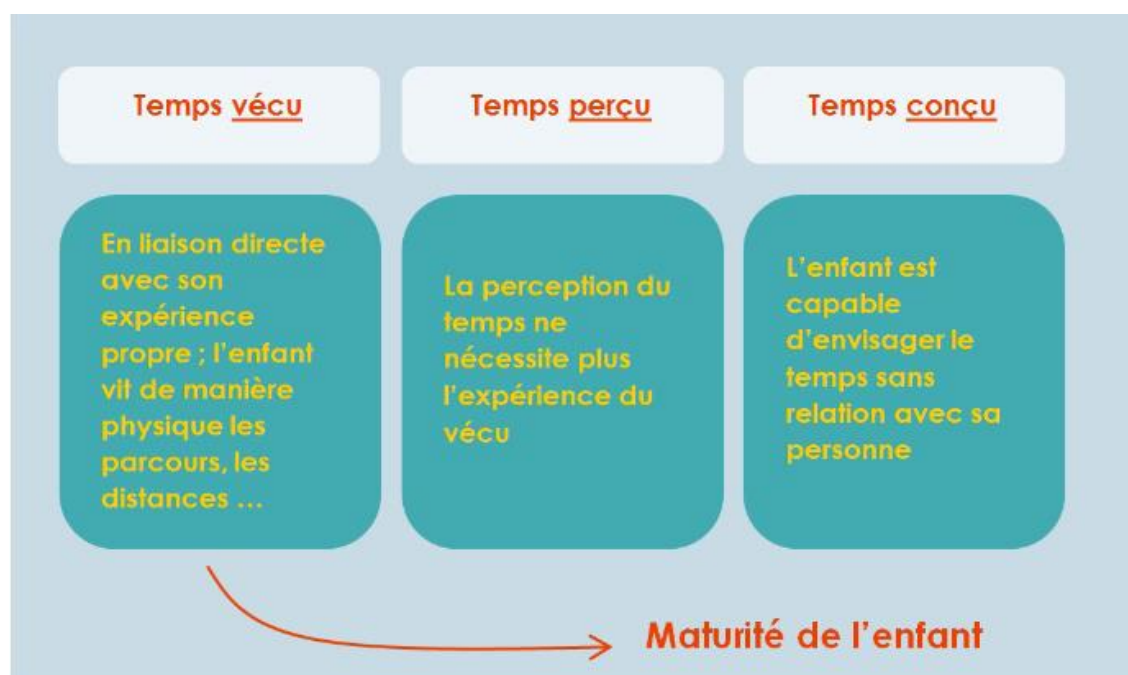 Temps vécu
En liaison directe
avec son
expérience
propre ; l'enfant
vit de manière
physique les
parcours, les
distances ...
Temps perçu
La perception du
temps ne
nécessite plus
l'expérience du
vécu
Temps conçu
L'enfant est
capable
d'envisager le
temps sans
relation avec sa
personne
Maturité de l'enfant